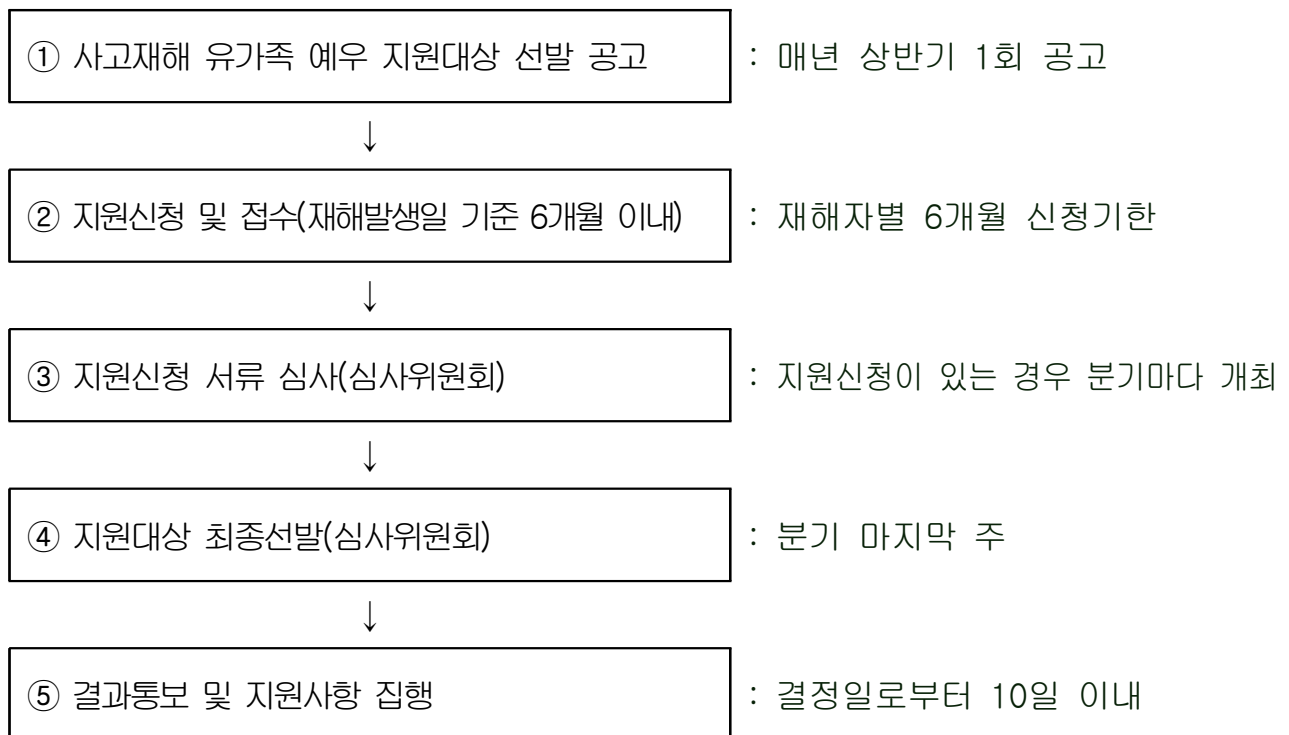 ① 사고재해 유가족 예우 지원대상 선발 공고 : 매년 상반기 1회 공고
↓
② 지원신청 및 접수(재해발생일 기준 6개월 이내) : 재해자별 6개월 신청기한
↓
③ 지원신청 서류 심사(심사위원회) : 지원신청이 있는 경우 분기마다 개최
↓
④ 지원대상 최종선발(심사위원회) : 분기 마지막 주
↓
⑤ 결과통보 및 지원사항 집행 : 결정일로부터 10일 이내